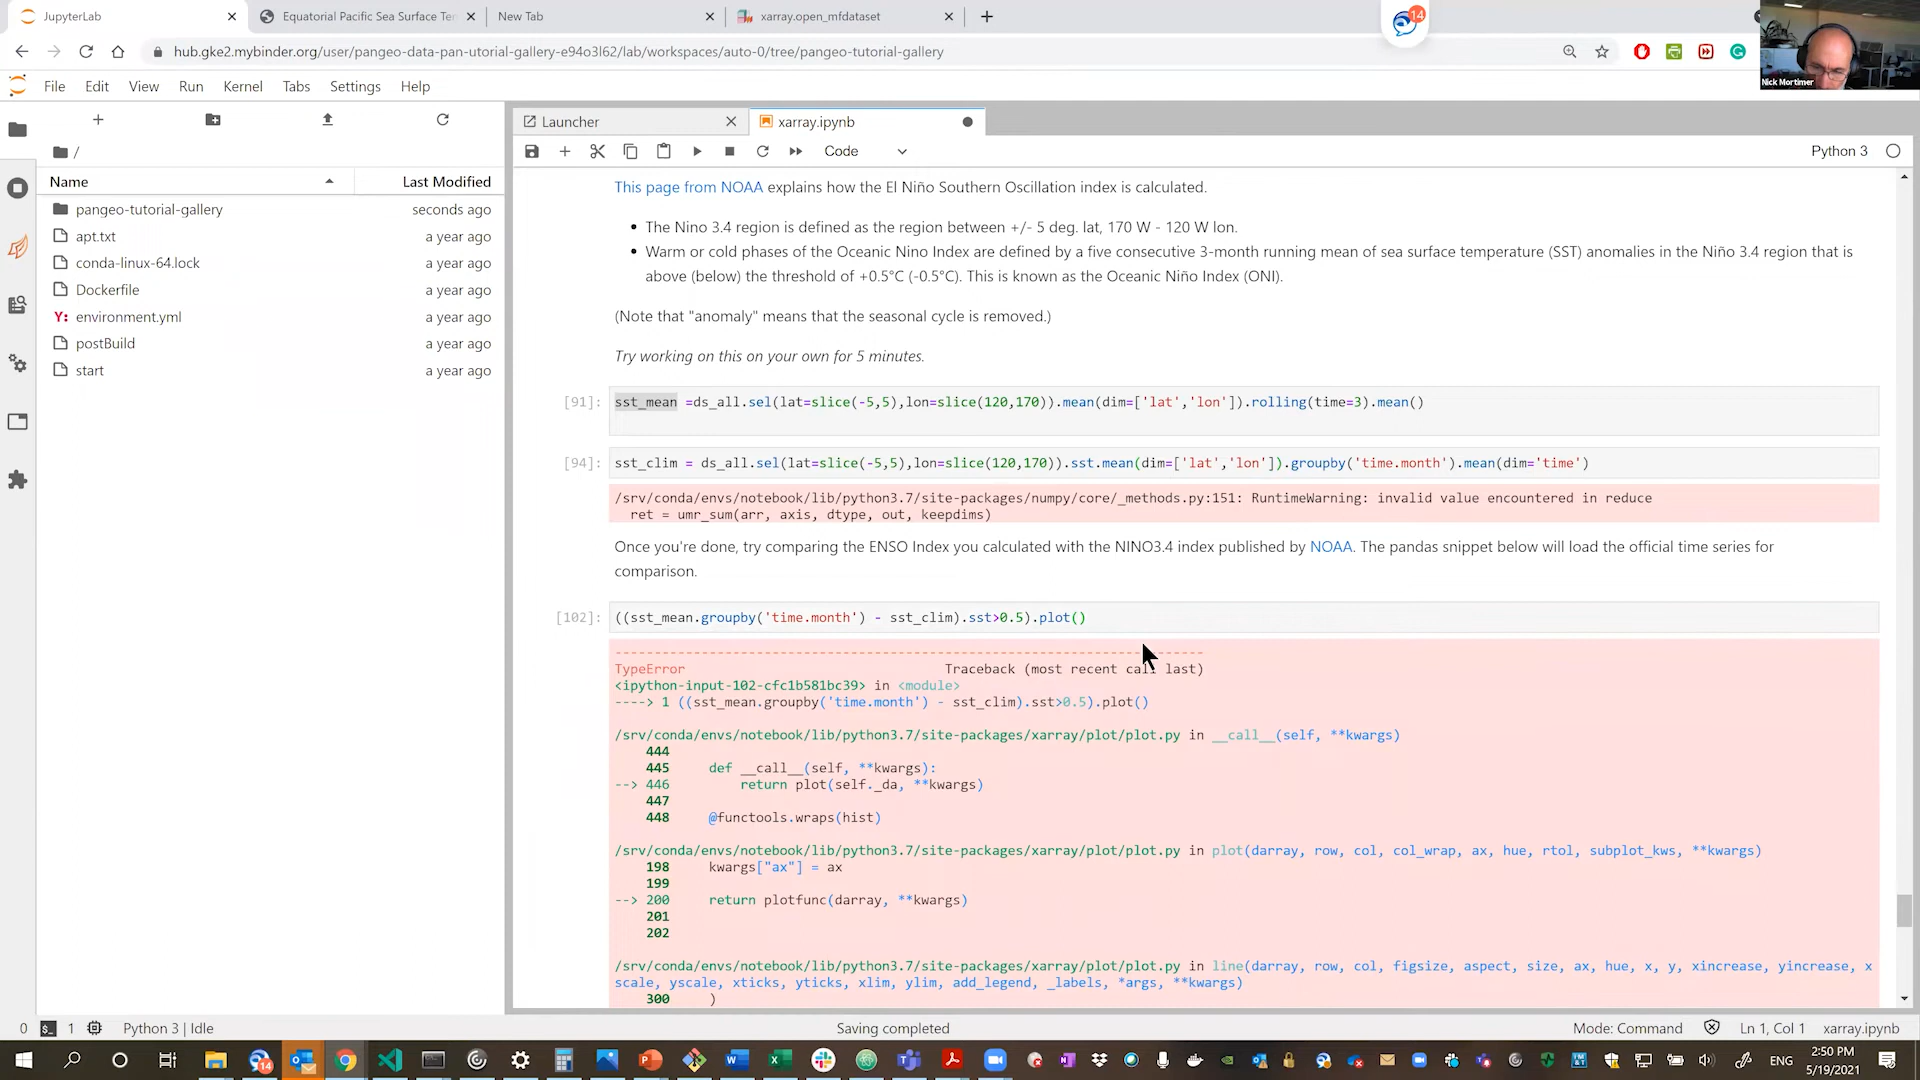 JupyterLab
Equatorial Pacific Sea Surface Ter
New Tab
xarray.open_mfdataset
14
hub.gke2.mybinder.org/user/pangeo-data-pan-utorial-gallery-e94o3l62/lab/workspaces/auto-0/tree/pangeo-tutorial-gallery
Nick Mortimer
File Edit View Run Kernel Tabs Settings Help
Launcher
xarray.ipynb
/
Code
Python 3
Name Last Modified
pangeo-tutorial-gallery seconds ago
apt.txt a year ago
conda-linux-64.lock a year ago
Dockerfile a year ago
Y: environment.yml a year ago
postBuild a year ago
start a year ago
This page from NOAA explains how the El Niño Southern Oscillation index is calculated.
• The Nino 3.4 region is defined as the region between +/- 5 deg. lat, 170 W - 120 W lon.
• Warm or cold phases of the Oceanic Nino Index are defined by a five consecutive 3-month running mean of sea surface temperature (SST) anomalies in the Niño 3.4 region that is
above (below) the threshold of +0.5°C (-0.5°C). This is known as the Oceanic Niño Index (ONI).
(Note that "anomaly" means that the seasonal cycle is removed.)
Try working on this on your own for 5 minutes.
[91]: sst_mean =ds_all.sel(lat=slice(-5,5),lon=slice(120,170)).mean(dim=['lat','lon']).rolling(time=3).mean()
[94]: sst_clim = ds_all.sel(lat=slice(-5,5),lon=slice(120,170)).sst.mean(dim=['lat','lon']).groupby('time.month').mean(dim='time')
/srv/conda/envs/notebook/lib/python3.7/site-packages/numpy/core/_methods.py:151: RuntimeWarning: invalid value encountered in reduce
ret = umr_sum(arr, axis, dtype, out, keepdims)
Once you're done, try comparing the ENSO Index you calculated with the NINO3.4 index published by NOAA. The pandas snippet below will load the official time series for
comparison.
[102]: ((sst_mean.groupby('time.month') - sst_clim).sst>0.5).plot()
---------------------------------------------------------------------------
TypeError Traceback (most recent call last)
<ipython-input-102-cfc1b581bc39> in <module>
----> 1 ((sst_mean.groupby('time.month') - sst_clim).sst>0.5).plot()
/srv/conda/envs/notebook/lib/python3.7/site-packages/xarray/plot/plot.py in __call__(self, **kwargs)
444
445 def __call__(self, **kwargs):
--> 446 return plot(self._da, **kwargs)
447
448 @functools.wraps(hist)
/srv/conda/envs/notebook/lib/python3.7/site-packages/xarray/plot/plot.py in plot(darray, row, col, col_wrap, ax, hue, rtol, subplot_kws, **kwargs)
198 kwargs["ax"] = ax
199
--> 200 return plotfunc(darray, **kwargs)
201
202
/srv/conda/envs/notebook/lib/python3.7/site-packages/xarray/plot/plot.py in line(darray, row, col, figsize, aspect, size, ax, hue, x, y, xincrease, yincrease, x
scale, yscale, xticks, yticks, xlim, ylim, add_legend, _labels, *args, **kwargs)
300 )
0 1 Python 3 | Idle Saving completed Mode: Command Ln 1, Col 1 xarray.ipynb
ENG
2:50 PM
5/19/2021